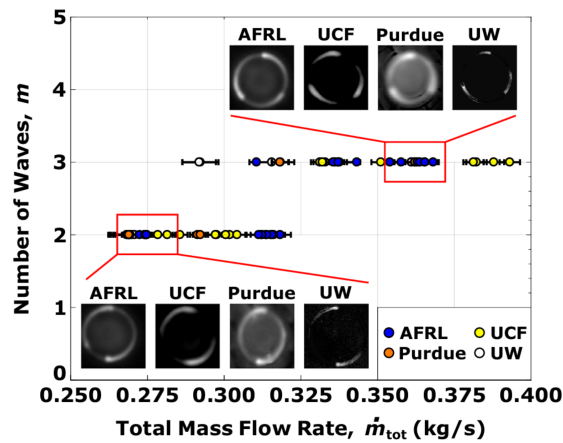 5
AFRL UCF Purdue UW
4
3
2
AFRL UCF Purdue UW
1
AFRL UCF
Purdue UW
0
0.250 0.275 0.300 0.325 0.350 0.375 0.400
Number of Waves, m
Total Mass Flow Rate, ṁtot (kg/s)